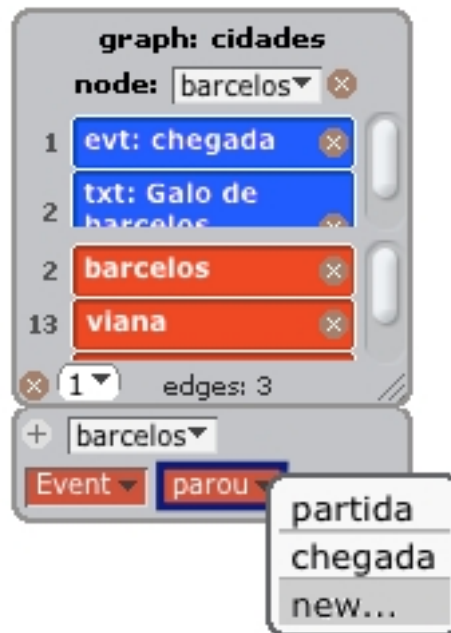 graph: cidades
node: barcelos
1 evt: chegada
2 txt: Galo de
barcelos
2 barcelos
13 viana
1 edges: 3
+ barcelos
Event parou
partida
chegada
new...